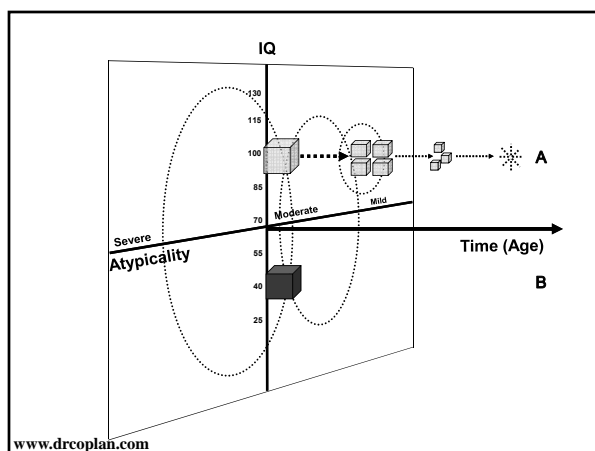 IQ
130
115
100
A
85
Mild
Moderate
70
Severe
Time (Age)
Atypicality
55
B
40
25
www.drcoplan.com